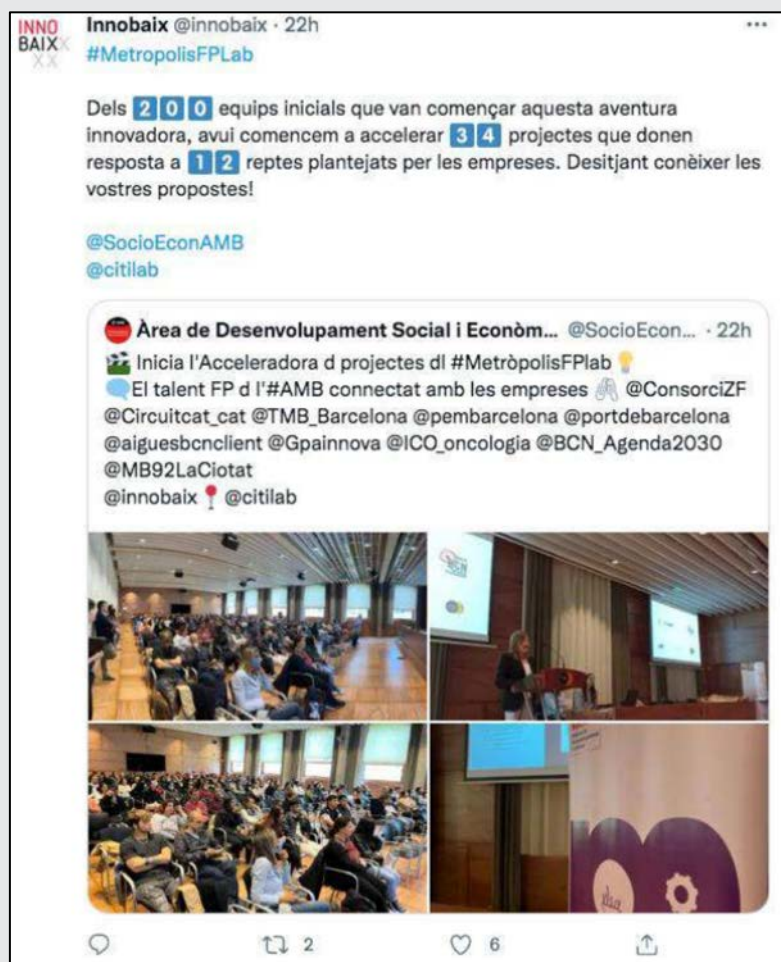 INNO
BAIXX
XX
Innobaix @innobaix · 22h
#MetropolisFPLab
Dels 200 equips inicials que van començar aquesta aventura
innovadora, avui comencem a accelerar 34 projectes que donen
resposta a 12 reptes plantejats per les empreses. Desitjant conèixer les
vostres propostes!
@SocioEconAMB
@citilab
Àrea de Desenvolupament Social i Econòm... @SocioEcon... · 22h
🎬 Inicia l'Acceleradora d projectes dl #MetròpolisFPlab 💡
💬El talent FP d l'#AMB connectat amb les empreses @ConsorciZF
@Circuitcat_cat @TMB_Barcelona @pembarcelona @portdebarcelona
@aiguesbcnclient @Gpainnova @ICO_oncologia @BCN_Agenda2030
@MB92LaCiotat
@innobaix 📍 @citilab
2
6